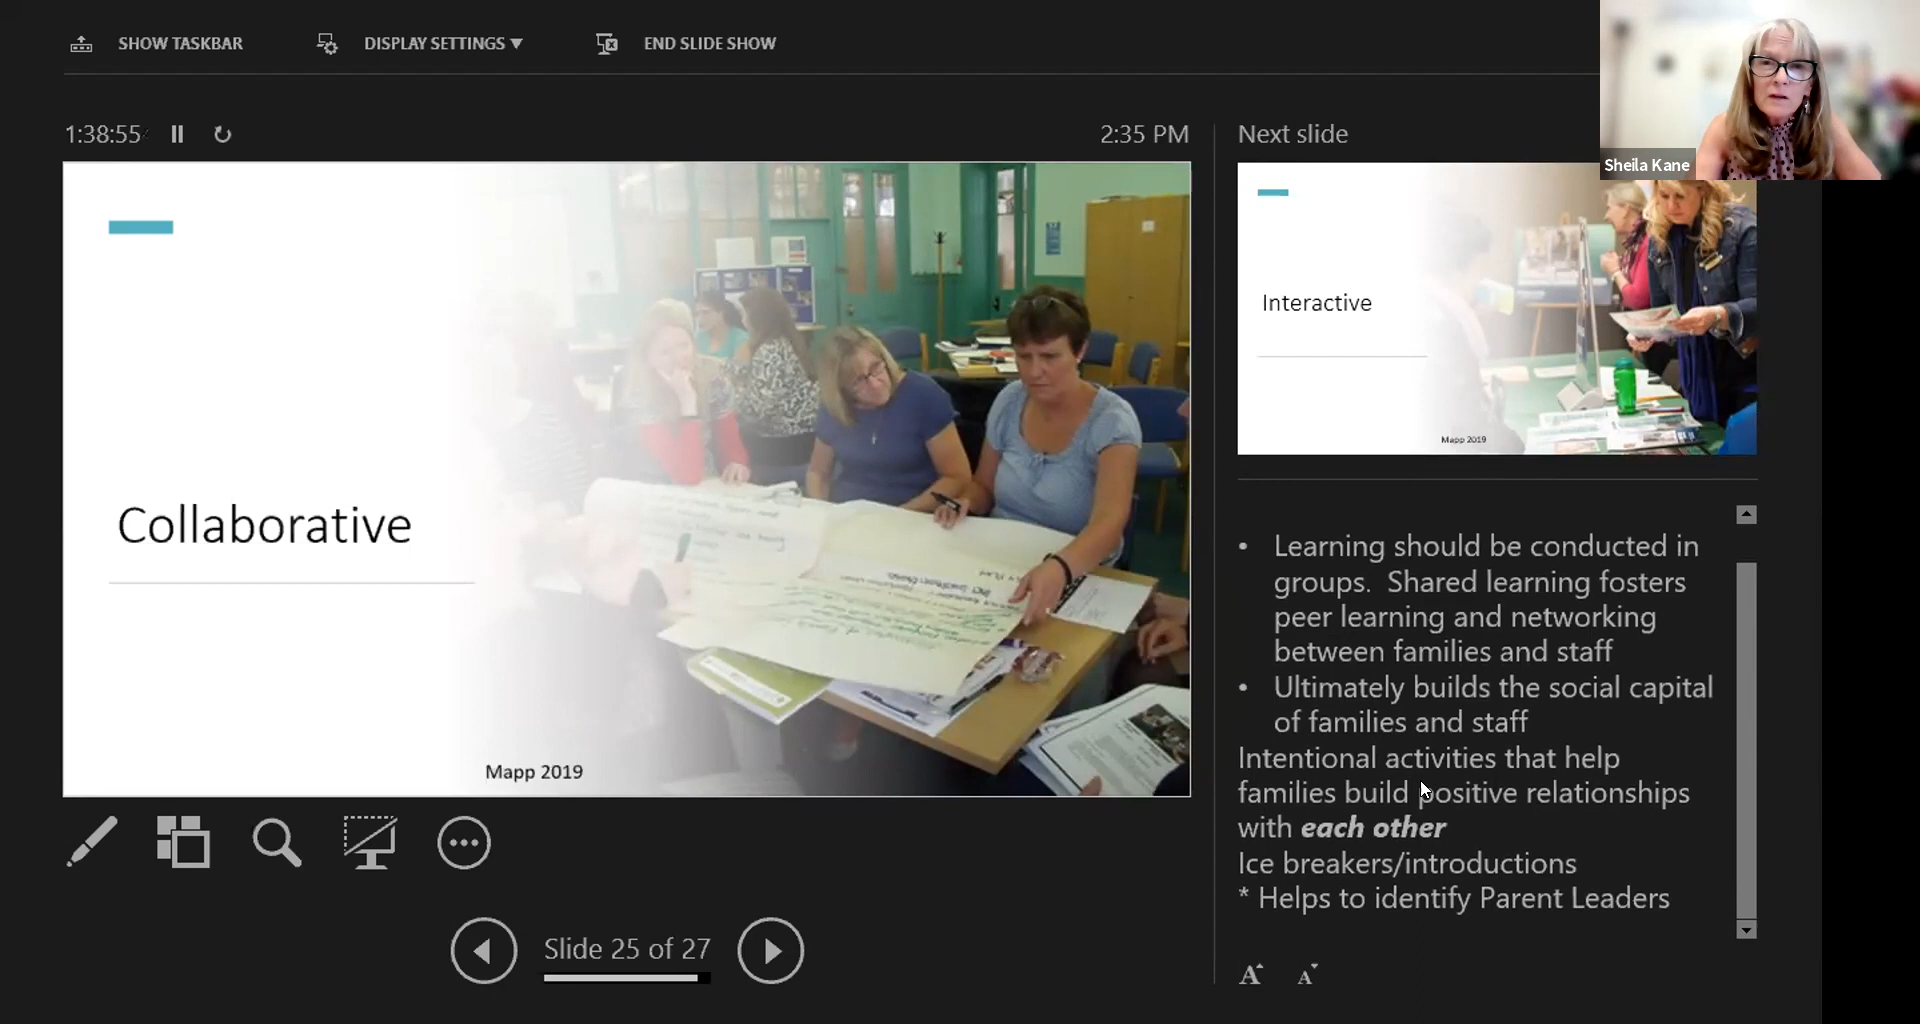 SHOW TASKBAR
DISPLAY SETTINGS ▼
END SLIDE SHOW
Sheila Kane
1:38:55
2:35 PM
Next slide
Collaborative
Mapp 2019
Interactive
Mapp 2019
• Learning should be conducted in
groups. Shared learning fosters
peer learning and networking
between families and staff
• Ultimately builds the social capital
of families and staff
Intentional activities that help
families build positive relationships
with each other
Ice breakers/introductions
* Helps to identify Parent Leaders
Slide 25 of 27
A A